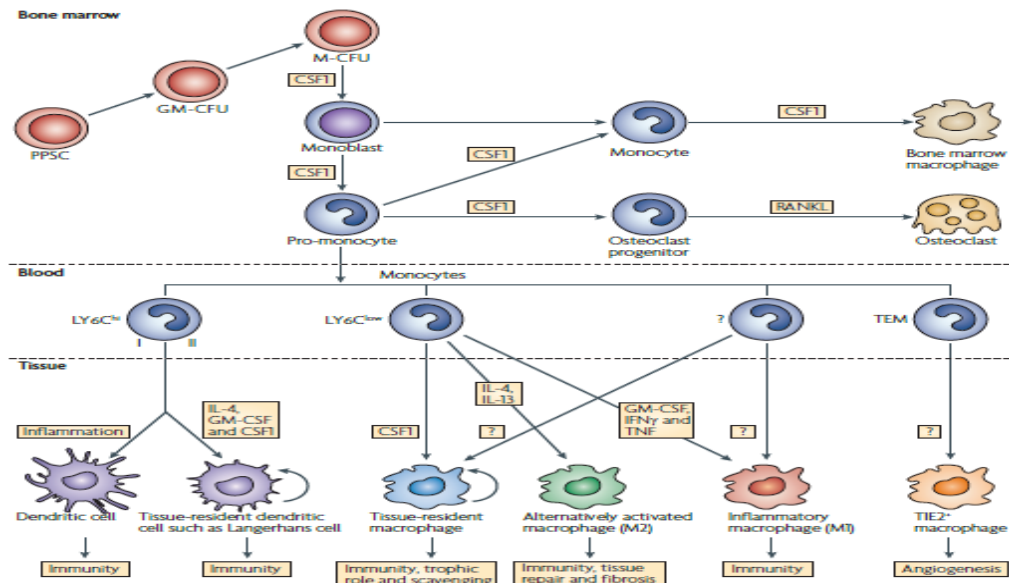 Bone marrow
M-CFU
CSF1
GM-CFU
PPSC
Monoblast
CSF1
CSF1
Monocyte
CSF1
Bone marrow
macrophage
Pro-monocyte
CSF1
Osteoclast
progenitor
RANKL
Osteoclast
Blood
Monocytes
LY6Chi
I II
LY6Clow
?
TEM
Tissue
Inflammation
IL-4,
GM-CSF
and CSF1
CSF1
?
IL-4,
IL-13
GM-CSF,
IFNγ and
TNF
?
?
Dendritic cell
Tissue-resident dendritic
cell such as Langerhans cell
Tissue-resident
macrophage
Alternatively activated
macrophage (M2)
Inflammatory
macrophage (M1)
TIE2+
macrophage
Immunity
Immunity
Immunity, trophic
role and scavenging
Immunity, tissue
repair and fibrosis
Immunity
Angiogenesis